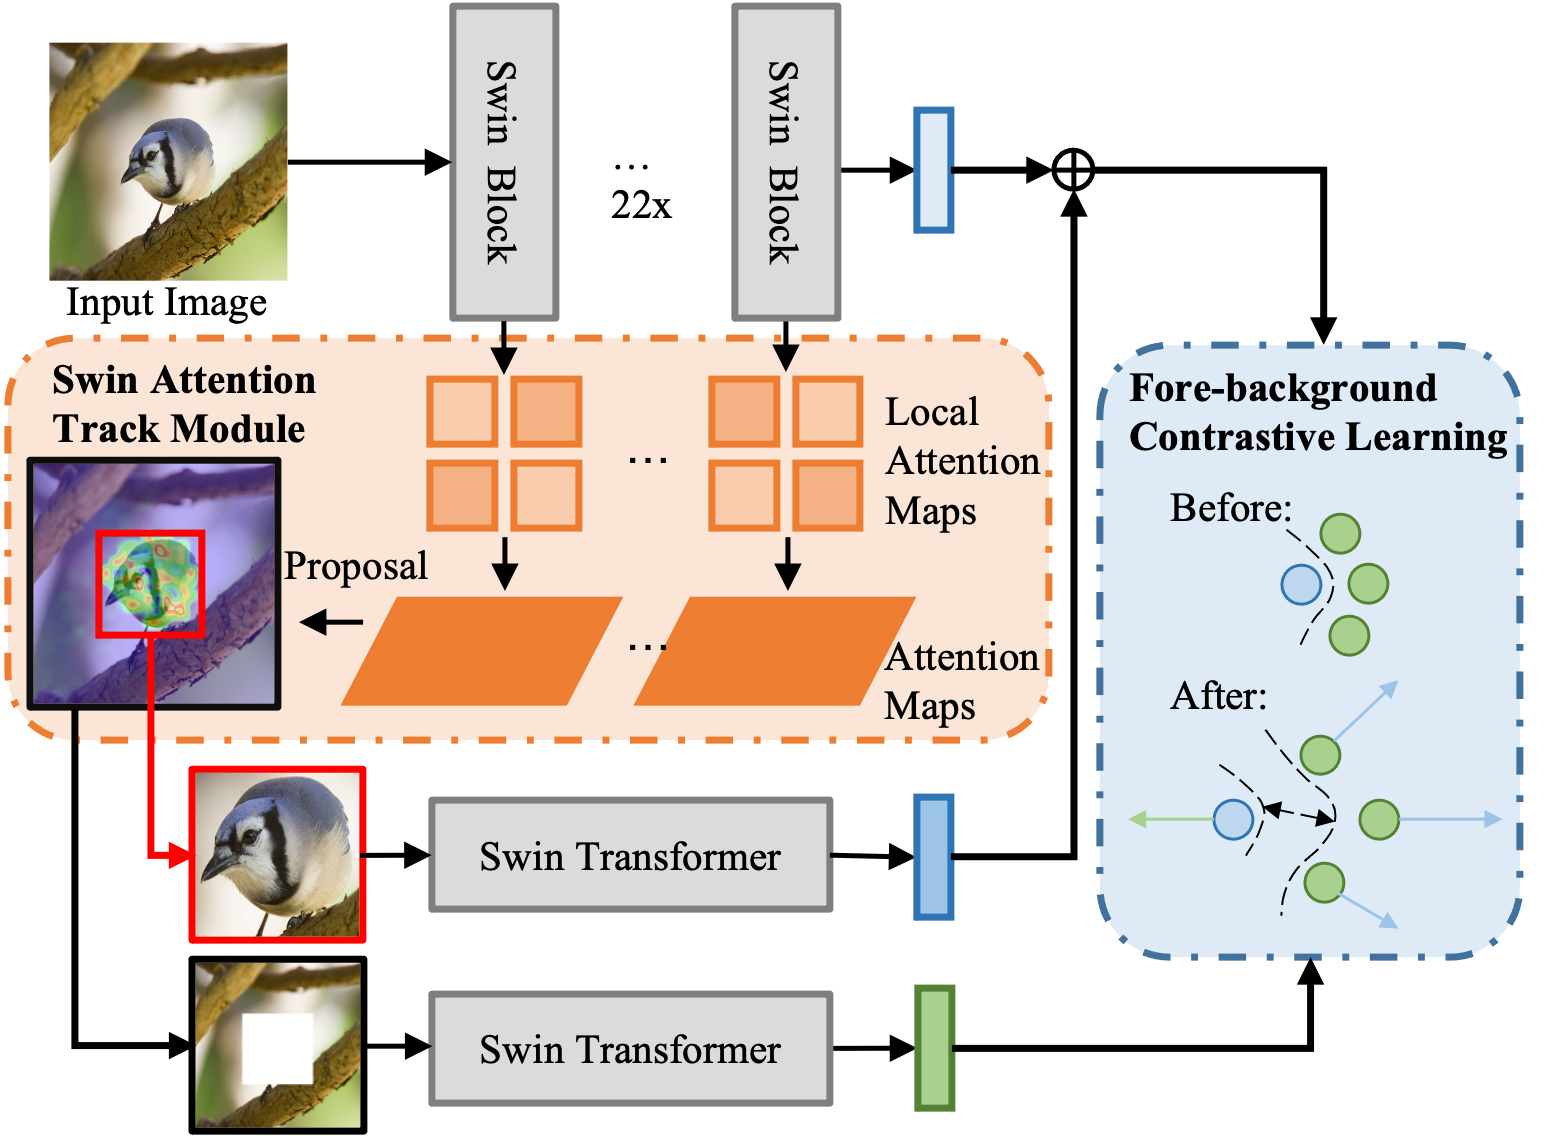 Swin Block
...
22x
Swin Block
Input Image
Swin Attention
Track Module
Local
Attention
Maps
...
Proposal
...
Attention
Maps
Fore-background
Contrastive Learning
Before:
After:
Swin Transformer
Swin Transformer